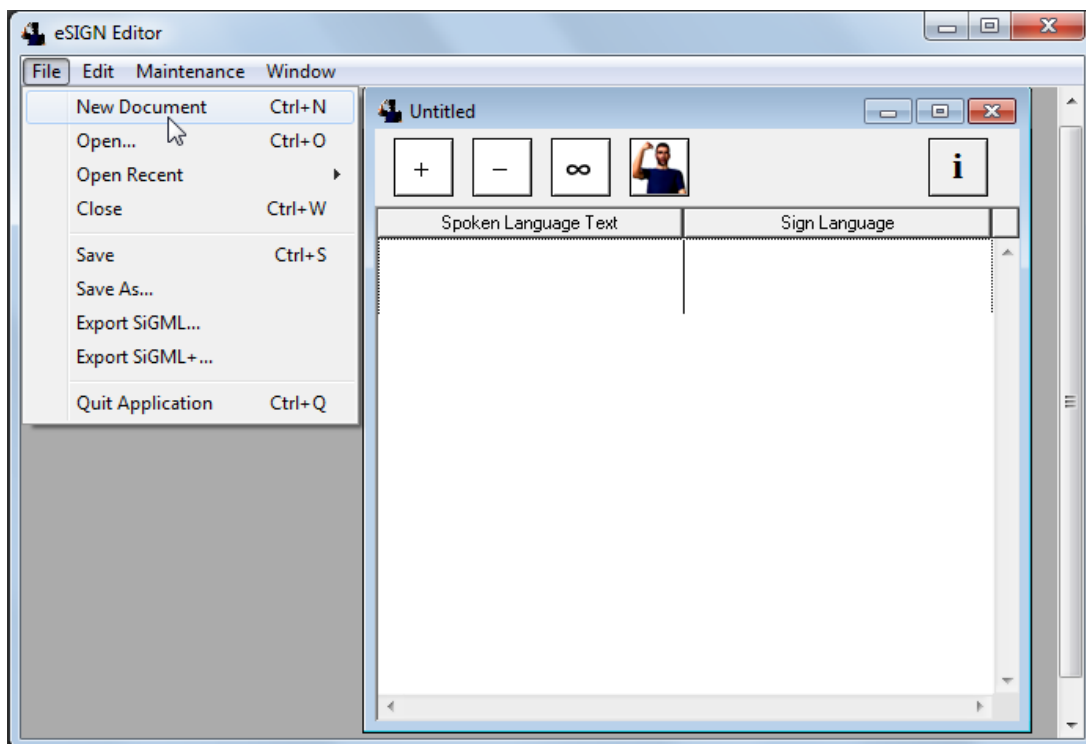 eSIGN Editor
File Edit Maintenance Window
New Document Ctrl+N
Open... Ctrl+O
Open Recent
Close Ctrl+W
Save Ctrl+S
Save As...
Export SiGML...
Export SiGML+...
Quit Application Ctrl+Q
Untitled
+ − ∞ i
Spoken Language Text Sign Language